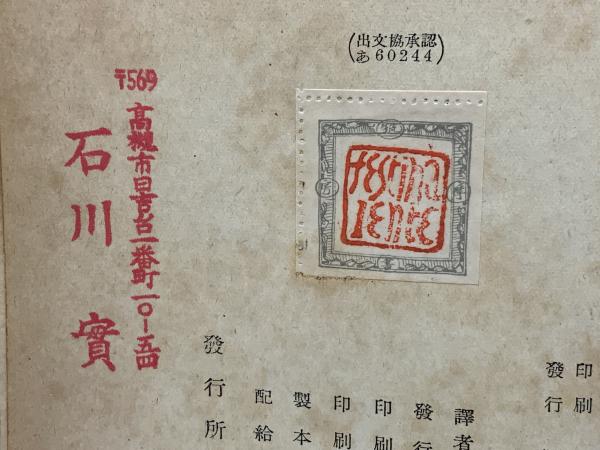 (出文協承認
あ60244)
〒569
高槻市日吉台一番町一〇-五四
石川 實
印刷
發行
譯者
發行
印刷
印刷
製本
配給
發行所